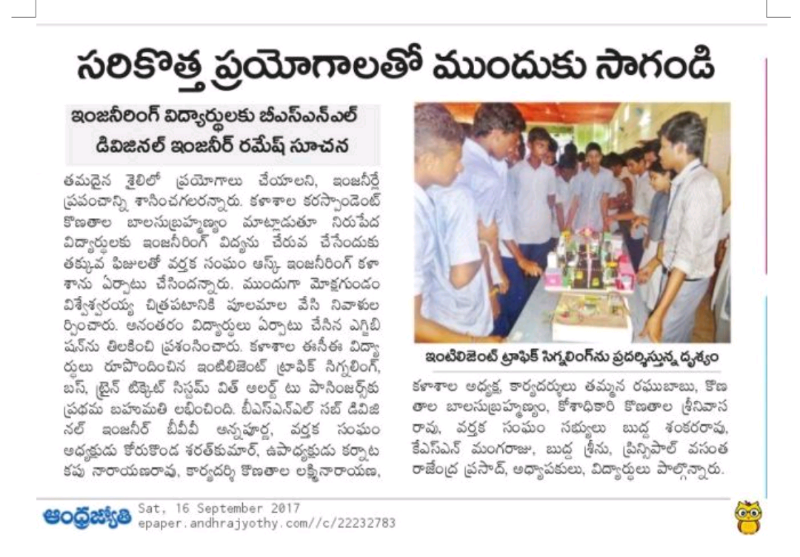 సరికొత్త ప్రయోగాలతో ముందుకు సాగండి
ఇంజనీరింగ్ విద్యార్థులకు బీఎస్ఎన్ఎల్
డివిజినల్ ఇంజనీర్ రమేష్ సూచన
తమదైన శైలిలో ప్రయోగాలు చేయాలని, ఇంజనీర్లే
ప్రపంచాన్ని శాసించగలరన్నారు. కళాశాల కరస్పాండెంట్
కొణతాల బాలసుబ్రహ్మణ్యం మాట్లాడుతూ నిరుపేద
విద్యార్థులకు ఇంజనీరింగ్ విద్యను చేరువ చేసేందుకు
తక్కువ ఫిజులతో వర్తక సంఘం ఆస్క్ ఇంజనీరింగ్ కళా
శాను ఏర్పాటు చేసిందన్నారు. ముందుగా మోక్షగుండం
విశ్వేశ్వరయ్య చిత్రపటానికి పూలమాల వేసి నివాళుల
ర్పించారు. అనంతరం విద్యార్థులు ఏర్పాటు చేసిన ఎగ్జిబి
షన్‌ను తిలకించి ప్రశంసించారు. కళాశాల ఈసీఈ విద్యా
ర్థులు రూపొందించిన ఇంటిలిజెంట్ ట్రాఫిక్ సిగ్నలింగ్,
బస్, ట్రైన్ టిక్కెట్ సిస్టమ్ విత్ అలర్ట్ టు పాసింజర్స్‌కు
ప్రథమ బహుమతి లభించింది. బీఎస్ఎన్ఎల్ సబ్ డివిజి
నల్ ఇంజనీర్ బీవీవీ అన్నపూర్ణ, వర్తక సంఘం
అధ్యక్షుడు కోరుకొండ శరత్‌కుమార్, ఉపాధ్యక్షుడు కర్నాట
కపు నారాయణరావు, కార్యదర్శి కొణతాల లక్ష్మినారాయణ,
ఇంటిలిజెంట్ ట్రాఫిక్ సిగ్నలింగ్‌ను ప్రదర్శిస్తున్న దృశ్యం
కళాశాల అధ్యక్ష, కార్యదర్శులు తమ్మన రఘుబాబు, కొణ
తాల బాలసుబ్రహ్మణ్యం, కోశాధికారి కొణతాల శ్రీనివాస
రావు, వర్తక సంఘం సభ్యులు బుద్ద శంకరరావు,
కేఎస్ఎన్ మంగరాజు, బుద్ధ శ్రీను, ప్రిన్సిపాల్ వసంత
రాజేంద్ర ప్రసాద్, అధ్యాపకులు, విద్యార్థులు పాల్గొన్నారు.
ఆంధ్రజ్యోతి
Sat, 16 September 2017
epaper.andhrajyothy.com//c/22232783